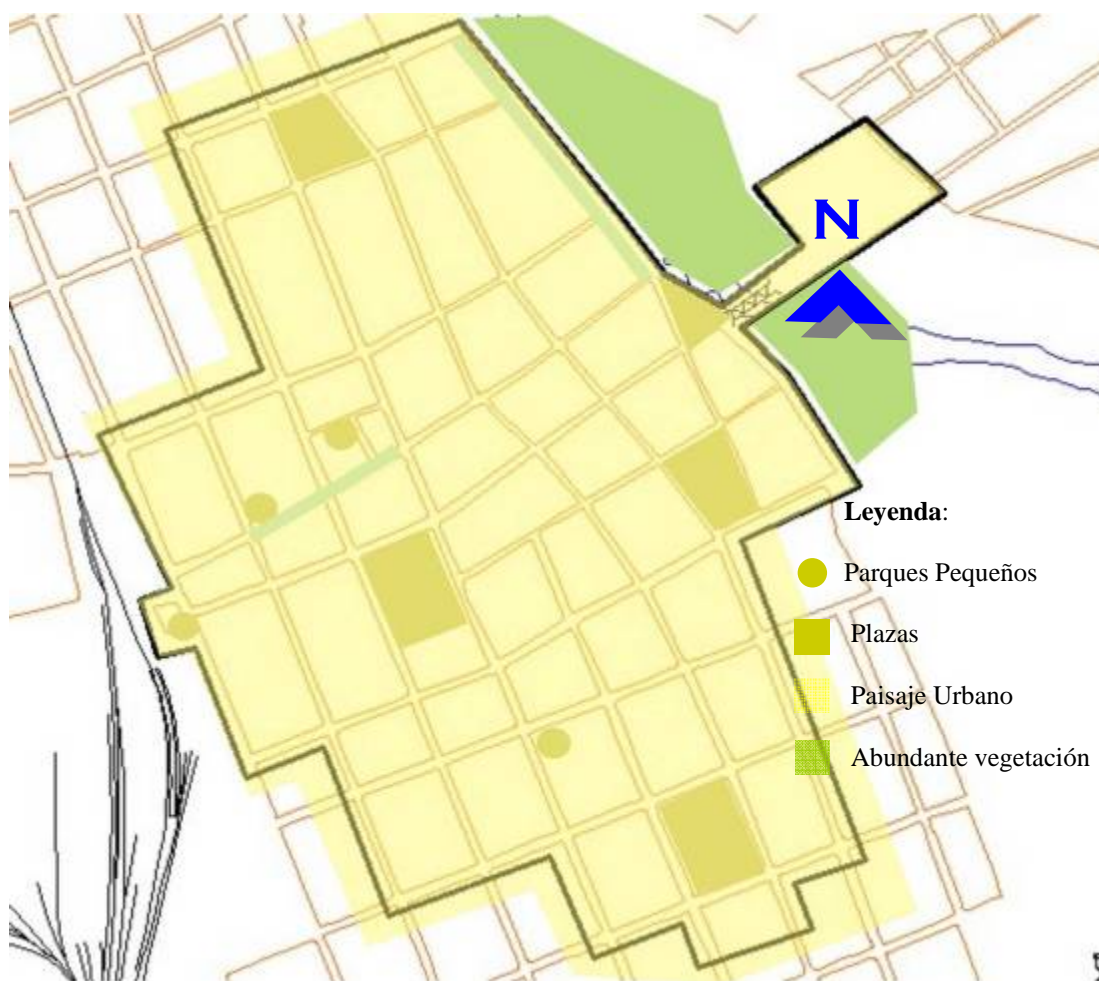 N
Leyenda:
Parques Pequeños
Plazas
Paisaje Urbano
Abundante vegetación